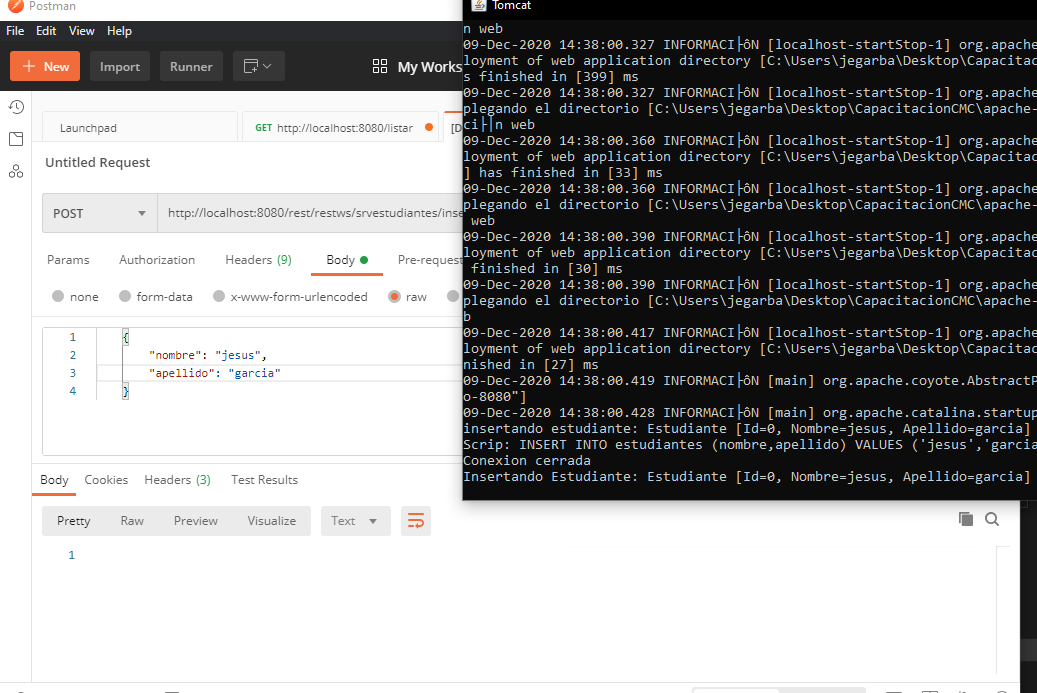 Postman
File Edit View Help
+ New Import Runner My Works
Launchpad
GET http://localhost:8080/listar
[D
Untitled Request
POST http://localhost:8080/rest/restws/srvestudiantes/inse
Params Authorization Headers (9) Body Pre-request
none form-data x-www-form-urlencoded raw
1 {
2 "nombre": "jesus",
3 "apellido": "garcia"
4 }
Body Cookies Headers (3) Test Results
Pretty Raw Preview Visualize Text
1
Tomcat
n web
09-Dec-2020 14:38:00.327 INFORMACI├ôN [localhost-startStop-1] org.apache
loyment of web application directory [C:\Users\jegarba\Desktop\Capacitac
s finished in [399] ms
09-Dec-2020 14:38:00.327 INFORMACI├ôN [localhost-startStop-1] org.apache
plegando el directorio [C:\Users\jegarba\Desktop\CapacitacionCMC\apache-
ci├│n web
09-Dec-2020 14:38:00.360 INFORMACI├ôN [localhost-startStop-1] org.apache
loyment of web application directory [C:\Users\jegarba\Desktop\Capacitac
] has finished in [33] ms
09-Dec-2020 14:38:00.360 INFORMACI├ôN [localhost-startStop-1] org.apache
plegando el directorio [C:\Users\jegarba\Desktop\CapacitacionCMC\apache-
web
09-Dec-2020 14:38:00.390 INFORMACI├ôN [localhost-startStop-1] org.apache
loyment of web application directory [C:\Users\jegarba\Desktop\Capacitac
finished in [30] ms
09-Dec-2020 14:38:00.390 INFORMACI├ôN [localhost-startStop-1] org.apache
plegando el directorio [C:\Users\jegarba\Desktop\CapacitacionCMC\apache-
b
09-Dec-2020 14:38:00.417 INFORMACI├ôN [localhost-startStop-1] org.apache
loyment of web application directory [C:\Users\jegarba\Desktop\Capacitac
nished in [27] ms
09-Dec-2020 14:38:00.419 INFORMACI├ôN [main] org.apache.coyote.AbstractP
o-8080"]
09-Dec-2020 14:38:00.428 INFORMACI├ôN [main] org.apache.catalina.startup
insertando estudiante: Estudiante [Id=0, Nombre=jesus, Apellido=garcia]
Scrip: INSERT INTO estudiantes (nombre,apellido) VALUES ('jesus','garcia
Conexion cerrada
Insertando Estudiante: Estudiante [Id=0, Nombre=jesus, Apellido=garcia]